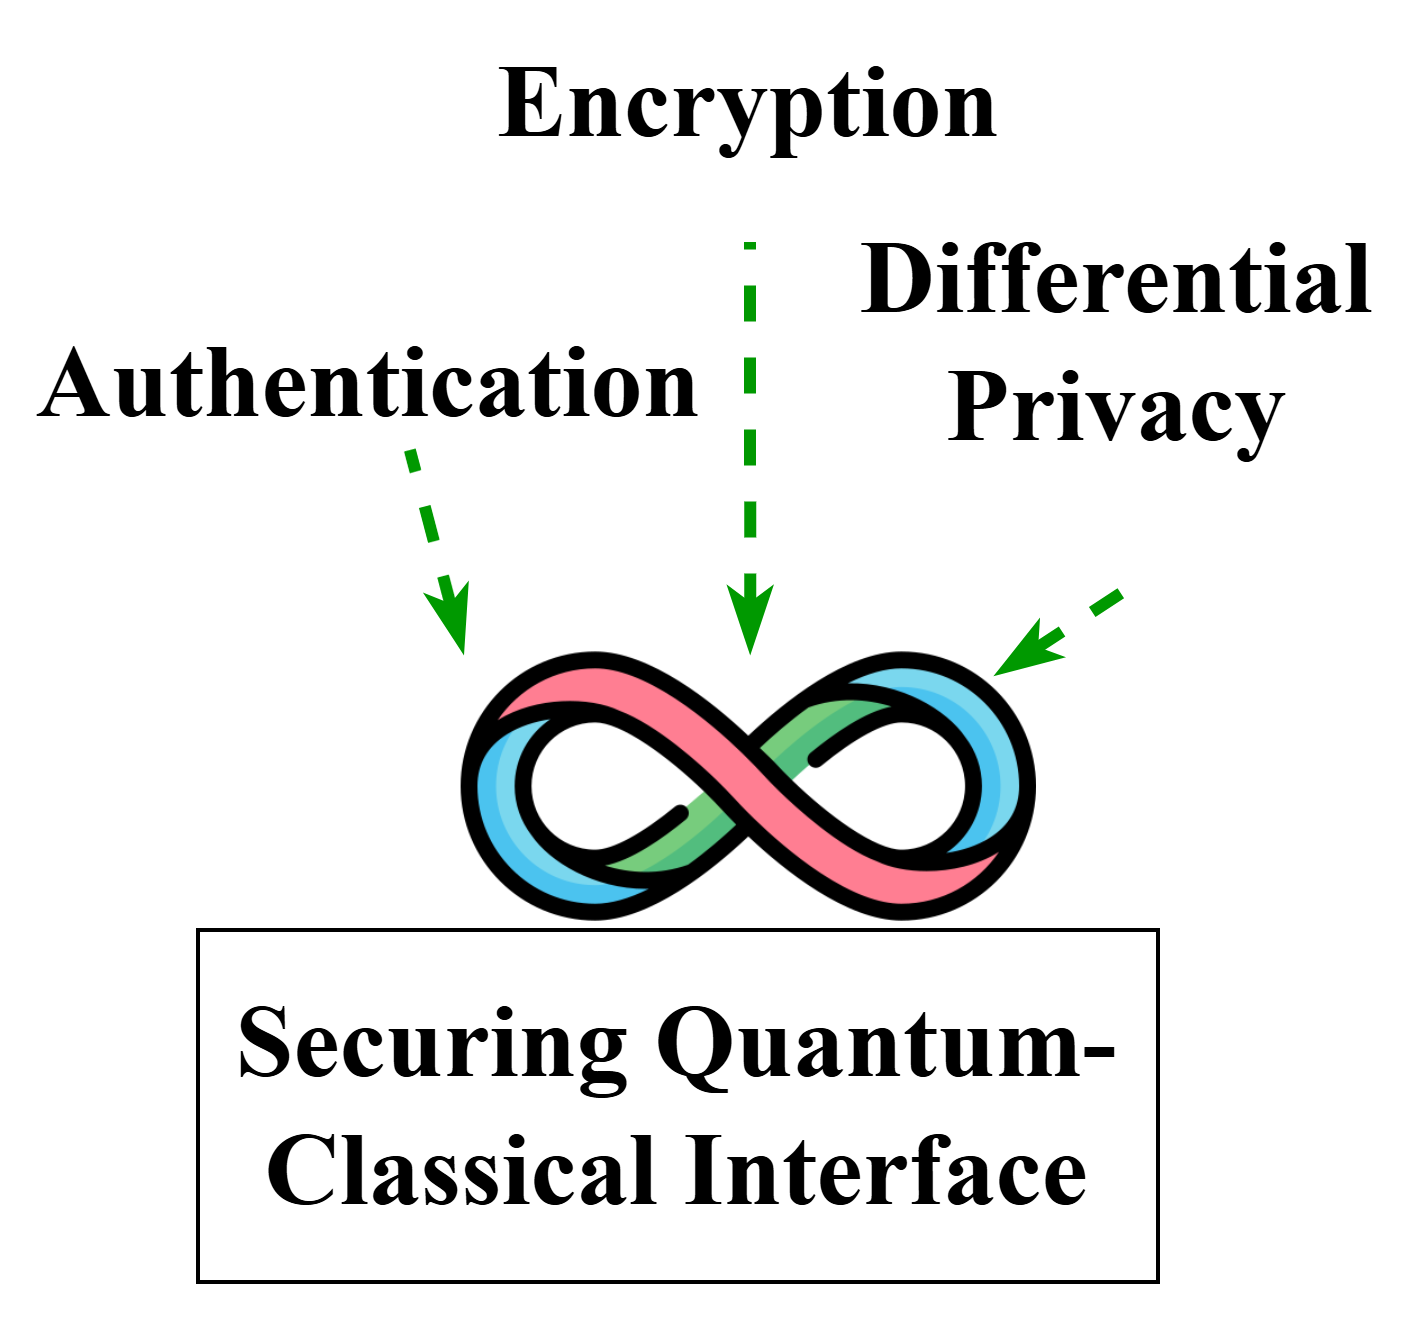 Encryption
Differential
Privacy
Authentication
Securing Quantum-
Classical Interface